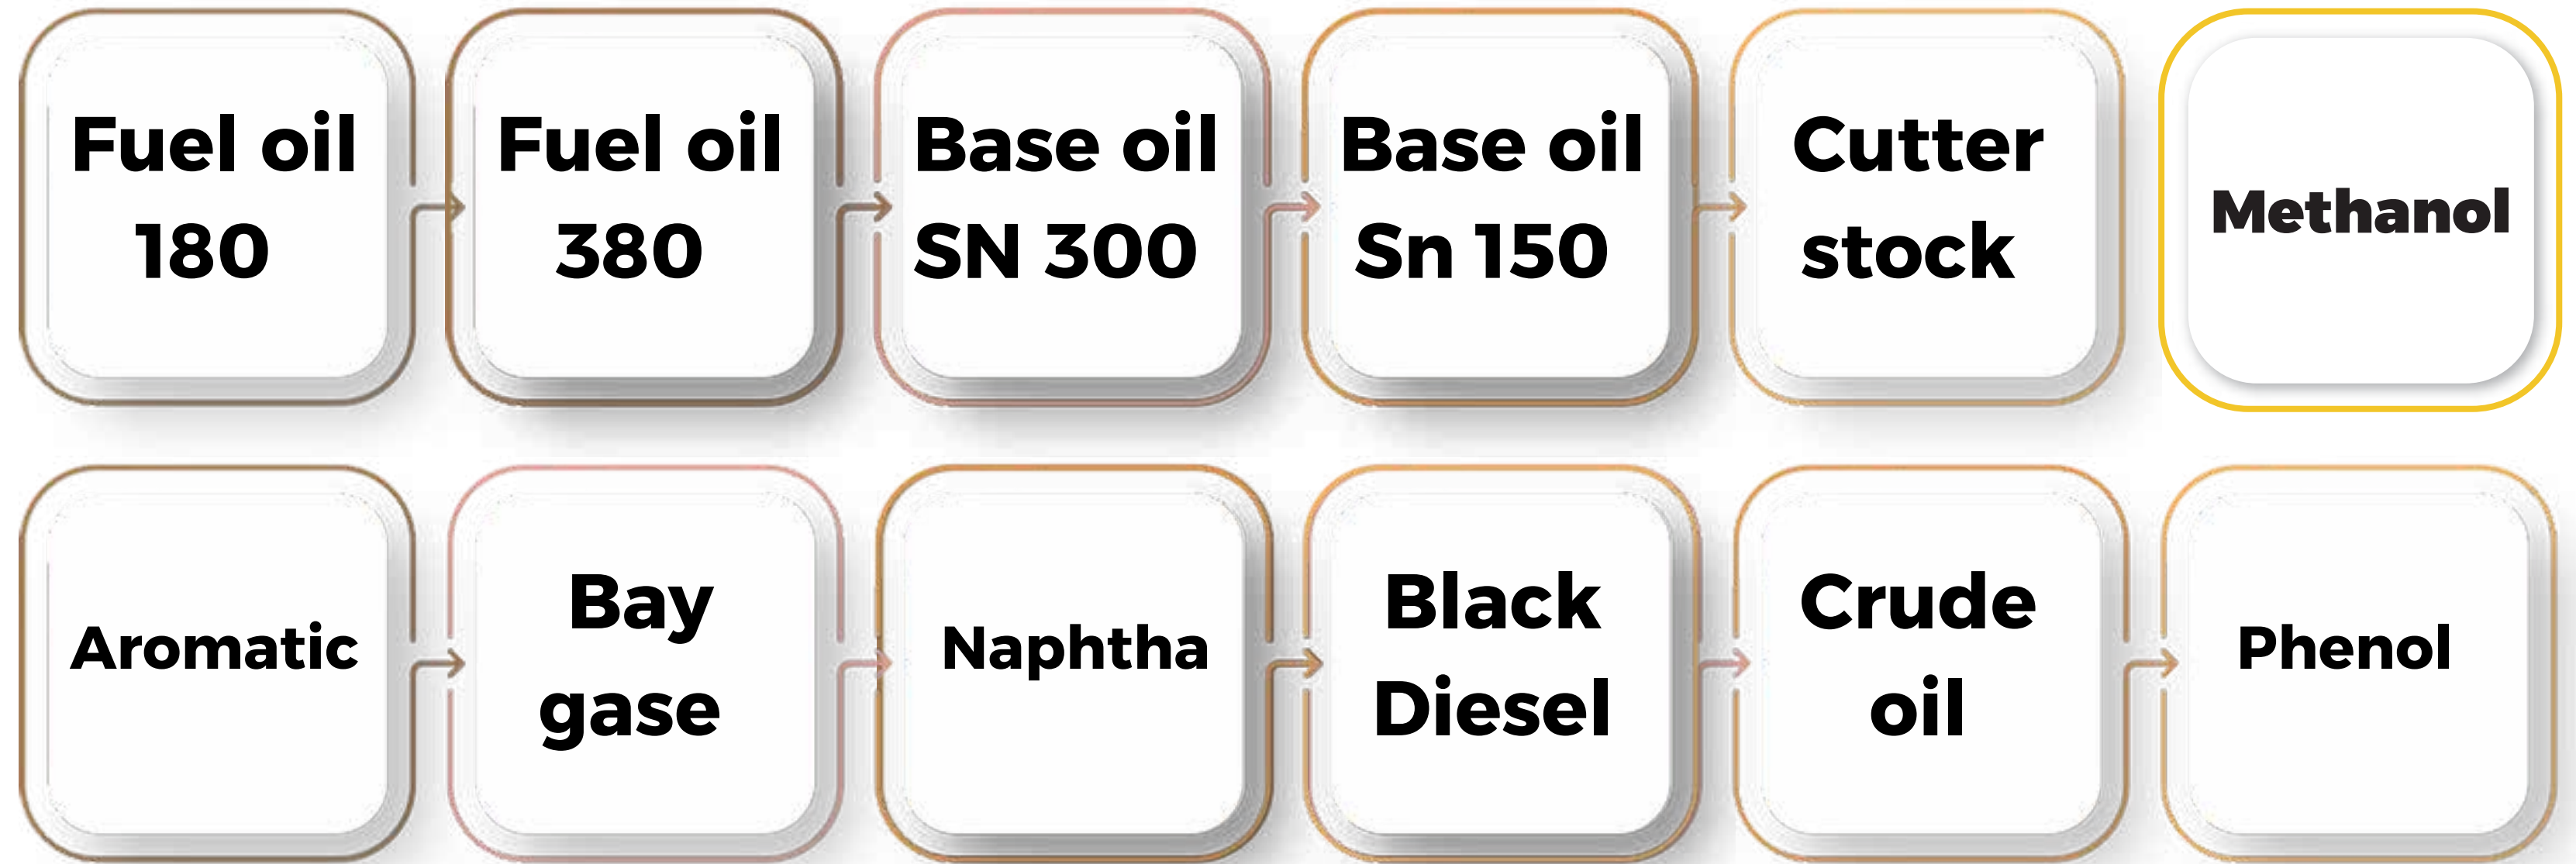 Fuel oil
180
Fuel oil
380
Base oil
SN 300
Base oil
Sn 150
Cutter
stock
Methanol
Aromatic
Bay
gase
Naphtha
Black
Diesel
Crude
oil
Phenol